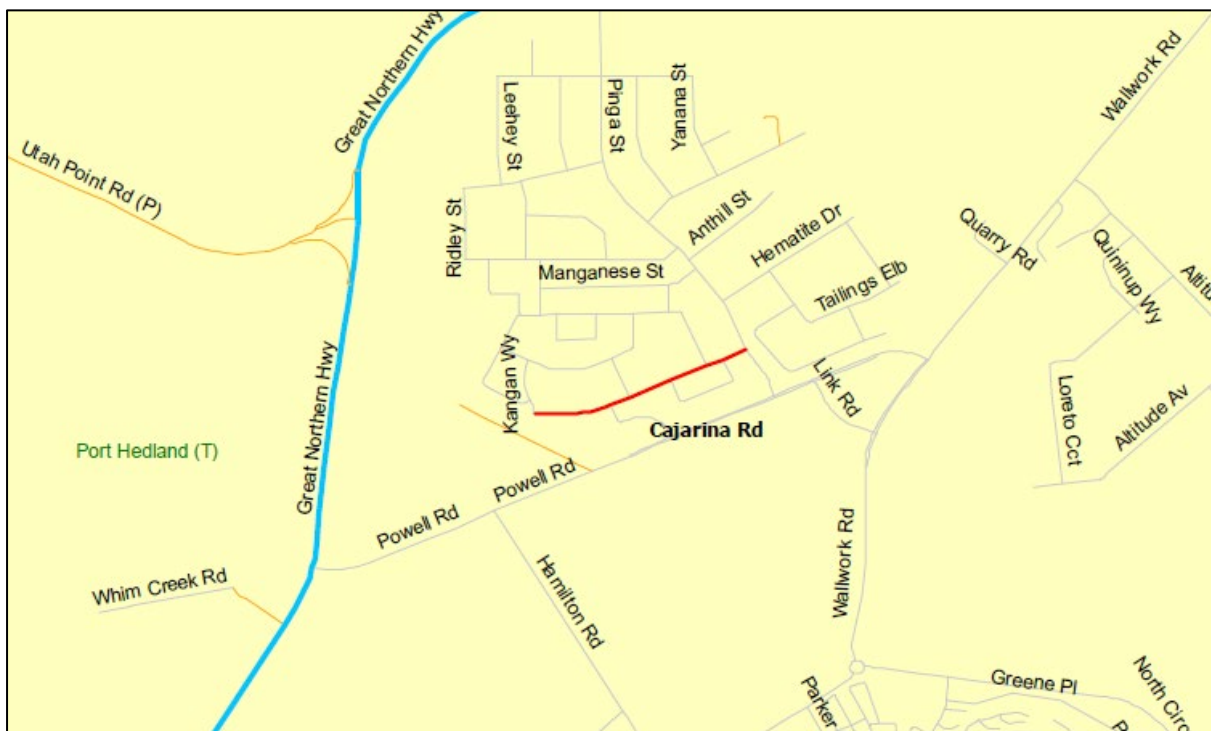 Great Northern Hwy
Leehey St
Pinga St
Yanana St
Wallwork Rd
Utah Point Rd (P)
Ridley St
Anthill St
Hematite Dr
Quarry Rd
Quininup Wy
Manganese St
Tailings Elb
Kangan Wy
Link Rd
Great Northern Hwy
Cajarina Rd
Loreto Cct
Altitude Av
Port Hedland (T)
Powell Rd
Powell Rd
Whim Creek Rd
Hamilton Rd
Wallwork Rd
Parker
Greene Pl